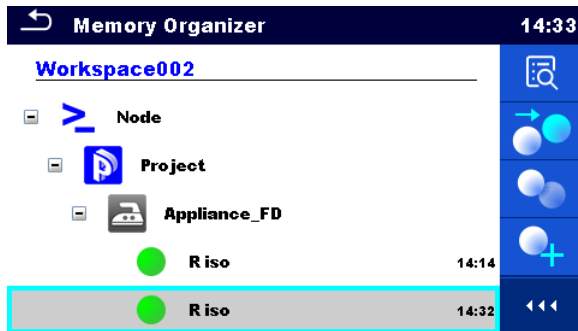 Memory Organizer 14:33
Workspace002
Node
Project
Appliance_FD
R iso 14:14
R iso 14:32